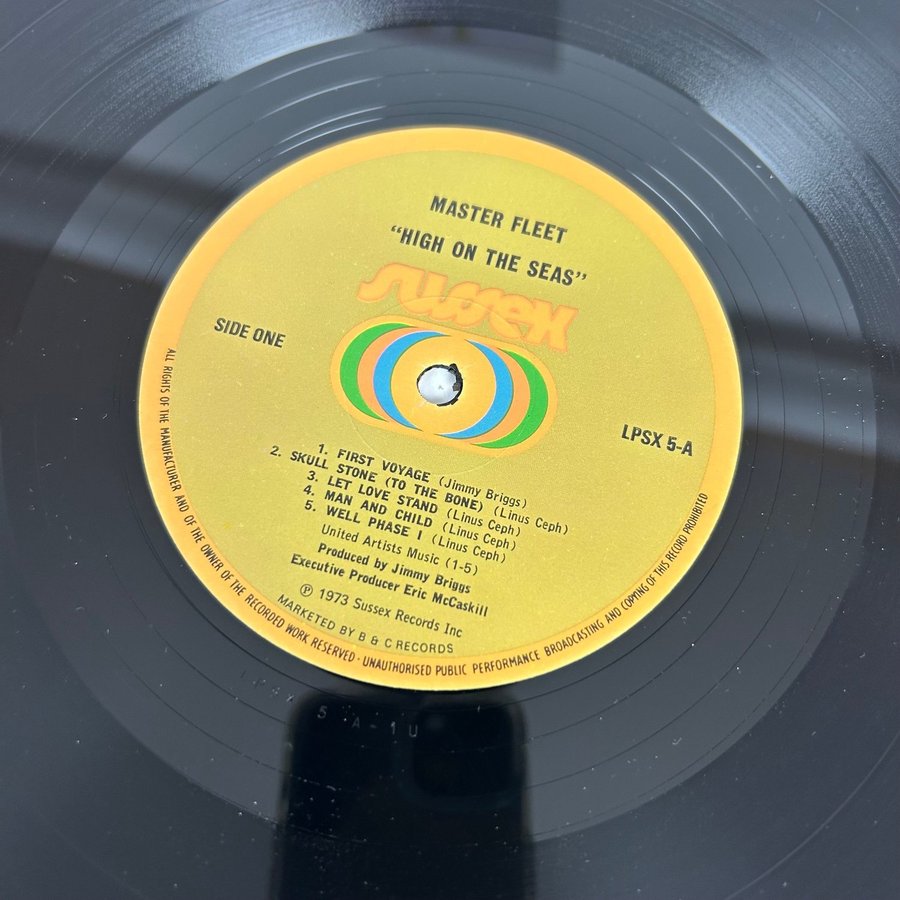 MASTER FLEET
"HIGH ON THE SEAS"
sussex
SIDE ONE
LPSX 5-A
1. FIRST VOYAGE (Jimmy Briggs)
2. SKULL STONE (TO THE BONE) (Linus Ceph)
3. LET LOVE STAND (Linus Ceph)
4. MAN AND CHILD (Linus Ceph)
5. WELL PHASE I (Linus Ceph)
United Artists Music (1-5)
Produced by Jimmy Briggs
Executive Producer Eric McCaskill
℗ 1973 Sussex Records Inc
MARKETED BY B & C RECORDS
ALL RIGHTS OF THE MANUFACTURER AND OF THE OWNER OF THE RECORDED WORK RESERVED · UNAUTHORISED PUBLIC PERFORMANCE BROADCASTING AND COPYING OF THIS RECORD PROHIBITED
5 A-1U